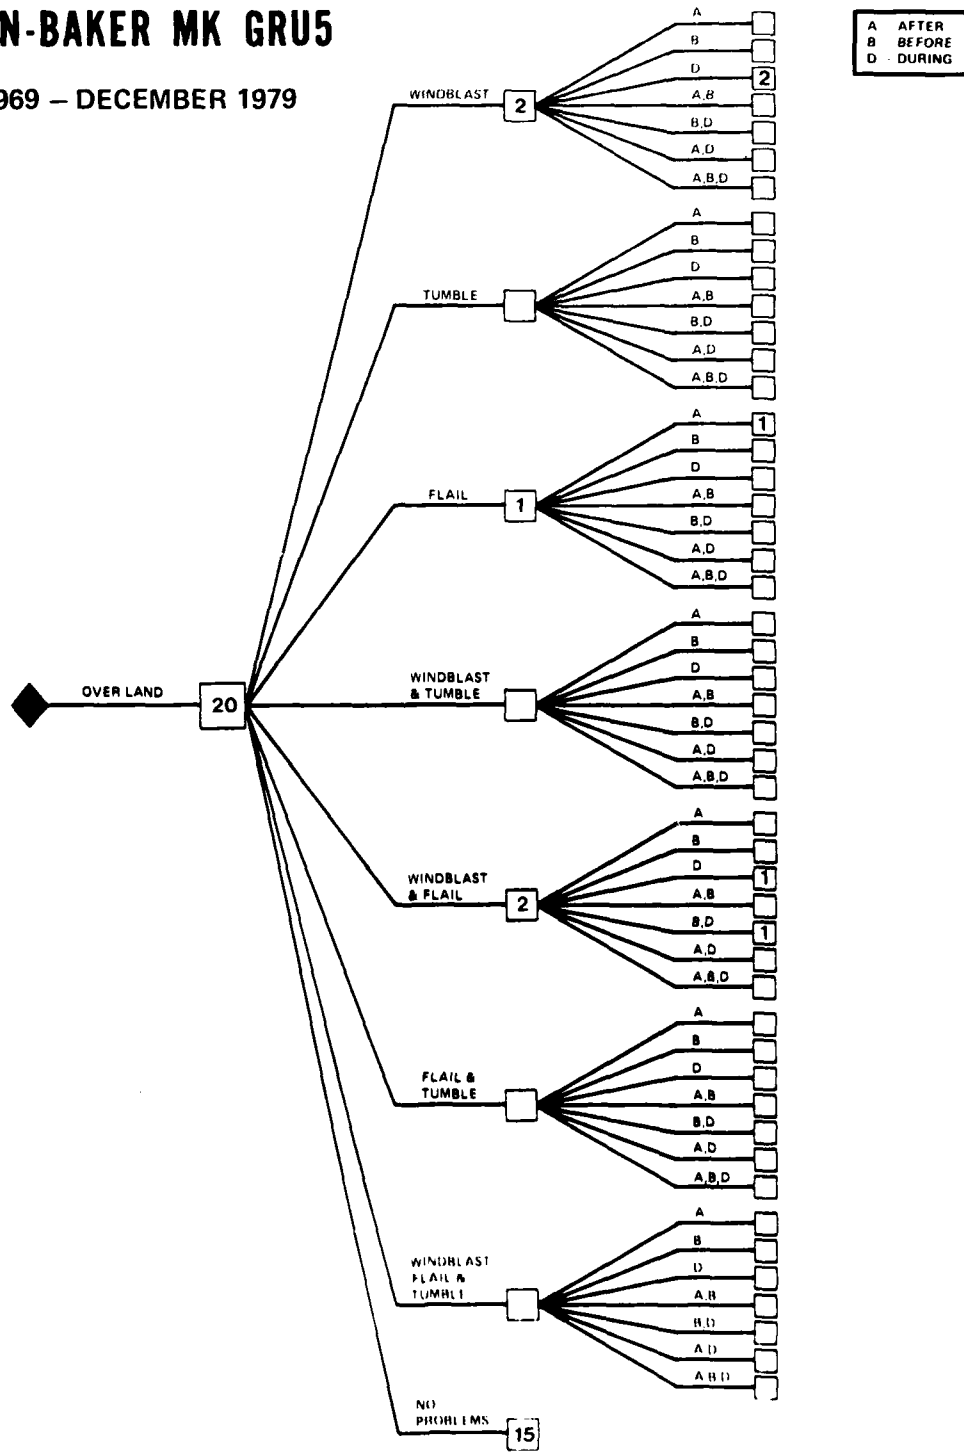 N-BAKER MK GRU5
969 – DECEMBER 1979
A AFTER
B BEFORE
D DURING
OVER LAND
20
WINDBLAST
2
A
B
D
2
A,B
B,D
A,D
A,B,D
TUMBLE
A
B
D
A,B
B,D
A,D
A,B,D
FLAIL
1
A
1
B
D
A,B
B,D
A,D
A,B,D
WINDBLAST
& TUMBLE
A
B
D
A,B
B,D
A,D
A,B,D
WINDBLAST
& FLAIL
2
A
B
D
1
A,B
B,D
1
A,D
A,B,D
FLAIL &
TUMBLE
A
B
D
A,B
B,D
A,D
A,B,D
WINDBLAST
FLAIL &
TUMBLE
A
B
D
A,B
B,D
A D
A B D
NO
PROBLEMS
15